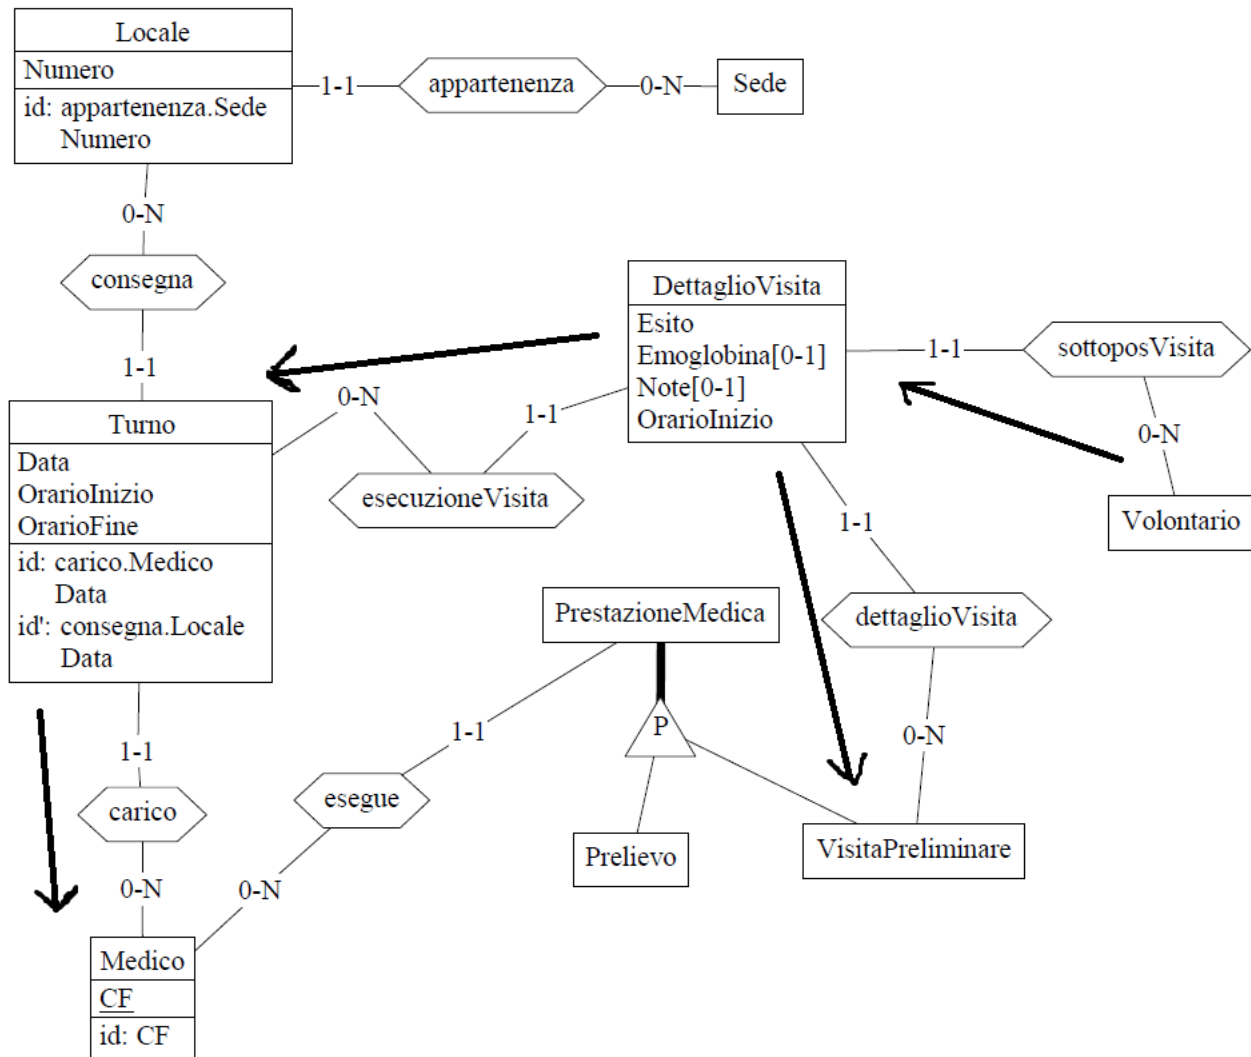 Locale
Numero
id: appartenenza.Sede
Numero
1-1
appartenenza
0-N
Sede
0-N
consegna
1-1
DettaglioVisita
Esito
Emoglobina[0-1]
Note[0-1]
OrarioInizio
1-1
sottoposVisita
0-N
Volontario
Turno
Data
OrarioInizio
OrarioFine
id: carico.Medico
Data
id': consegna.Locale
Data
0-N
1-1
esecuzioneVisita
1-1
dettaglioVisita
0-N
PrestazioneMedica
P
1-1
esegue
0-N
Prelievo
VisitaPreliminare
1-1
carico
0-N
Medico
CF
id: CF